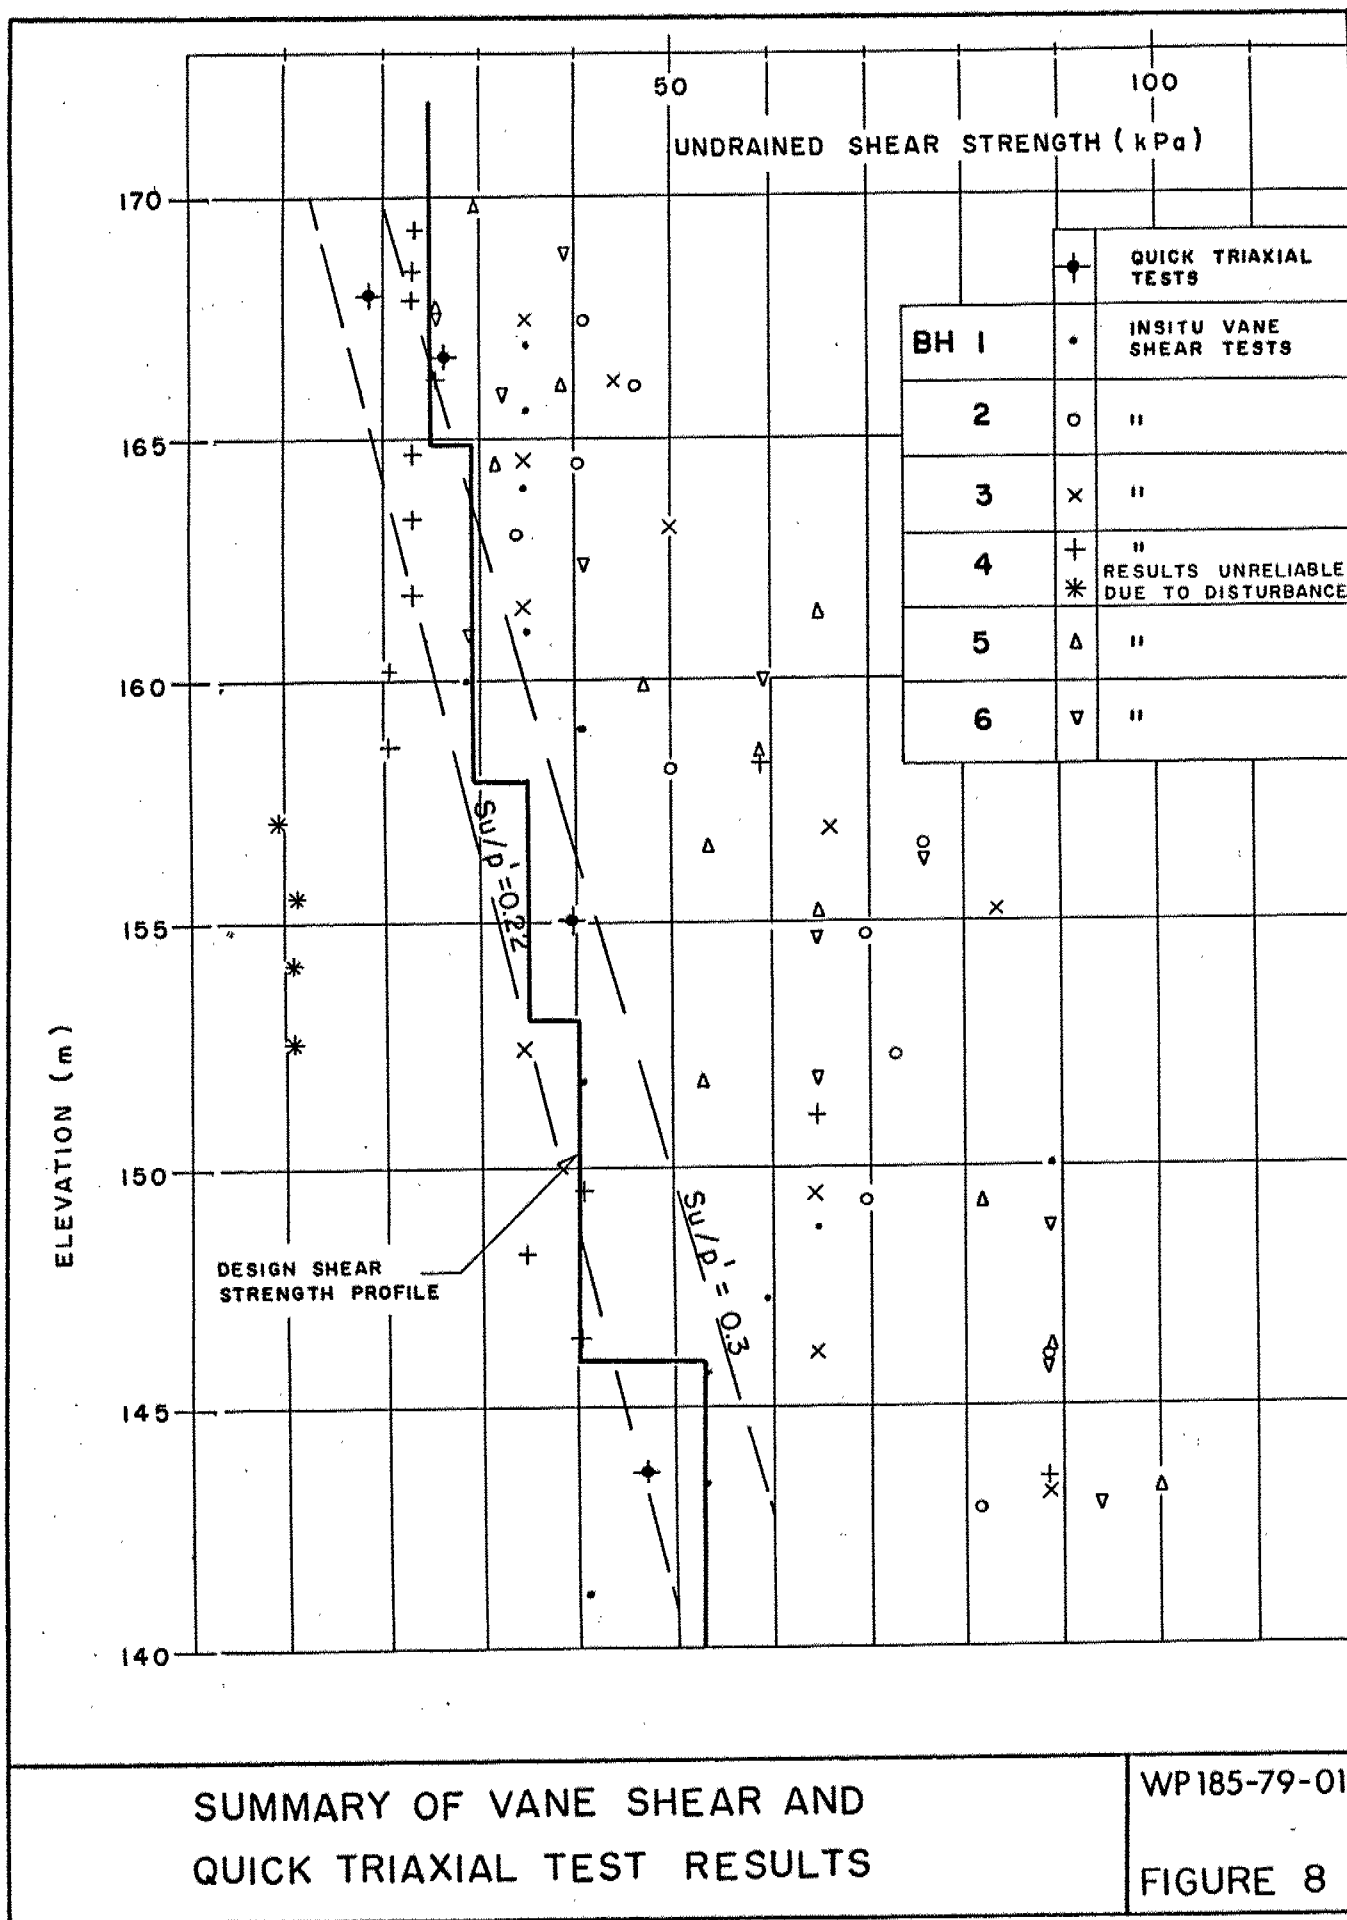 50
100
UNDRAINED SHEAR STRENGTH (kPa)
170
165
160
155
150
145
140
ELEVATION (m)
QUICK TRIAXIAL
TESTS
BH 1
INSITU VANE
SHEAR TESTS
2
"
3
"
4
"
RESULTS UNRELIABLE
DUE TO DISTURBANCE
5
"
6
"
Su/p' = 0.22
Su/p' = 0.3
DESIGN SHEAR
STRENGTH PROFILE
SUMMARY OF VANE SHEAR AND
QUICK TRIAXIAL TEST RESULTS
WP 185-79-01
FIGURE 8